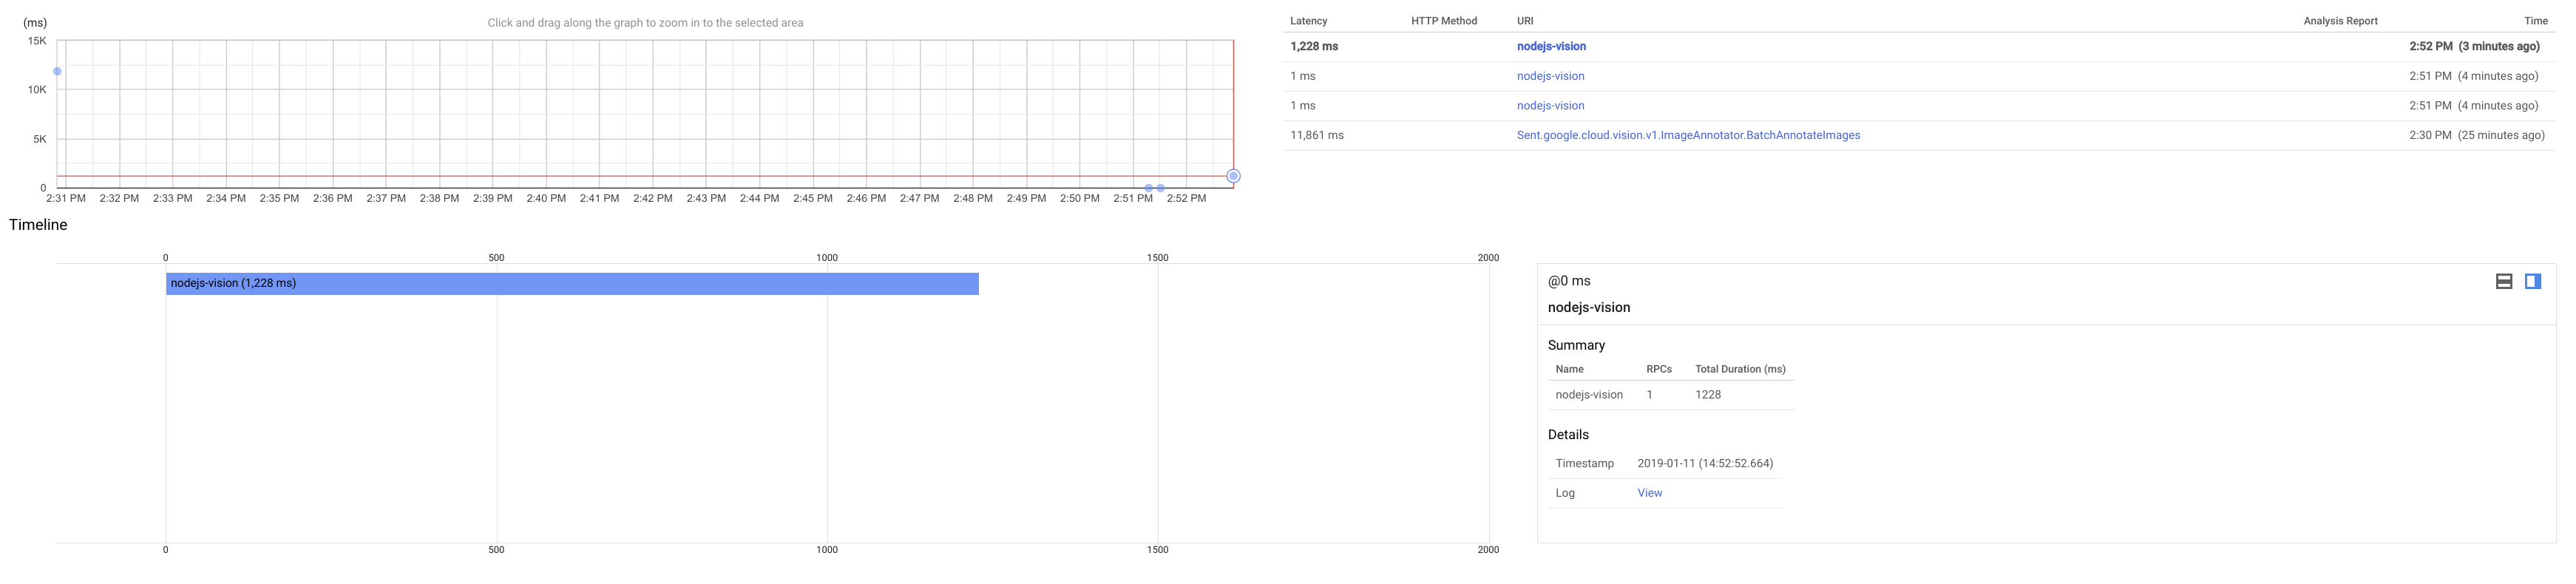 (ms)
Click and drag along the graph to zoom in to the selected area
15K
10K
5K
0
2:31 PM 2:32 PM 2:33 PM 2:34 PM 2:35 PM 2:36 PM 2:37 PM 2:38 PM 2:39 PM 2:40 PM 2:41 PM 2:42 PM 2:43 PM 2:44 PM 2:45 PM 2:46 PM 2:47 PM 2:48 PM 2:49 PM 2:50 PM 2:51 PM 2:52 PM
Latency HTTP Method URI Analysis Report Time
1,228 ms nodejs-vision 2:52 PM (3 minutes ago)
1 ms nodejs-vision 2:51 PM (4 minutes ago)
1 ms nodejs-vision 2:51 PM (4 minutes ago)
11,861 ms Sent.google.cloud.vision.v1.ImageAnnotator.BatchAnnotateImages 2:30 PM (25 minutes ago)
Timeline
0 500 1000 1500 2000
nodejs-vision (1,228 ms)
0 500 1000 1500 2000
@0 ms
nodejs-vision
Summary
Name RPCs Total Duration (ms)
nodejs-vision 1 1228
Details
Timestamp 2019-01-11 (14:52:52.664)
Log View